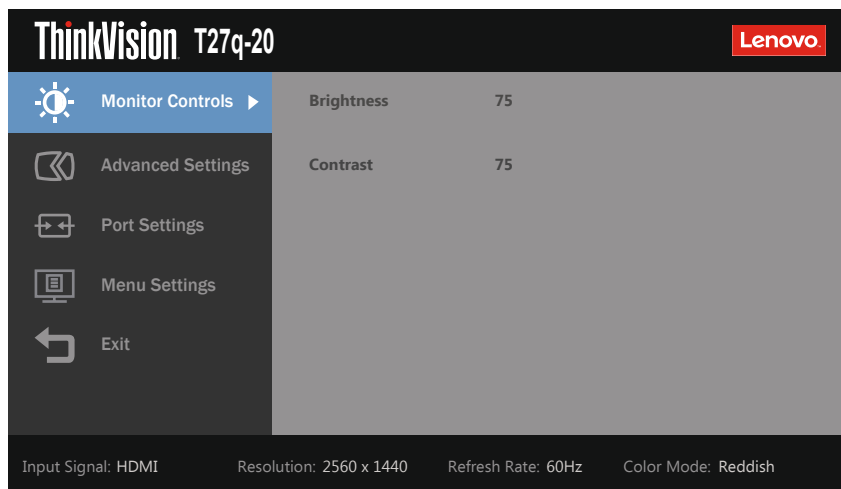 ThinkVision T27q-20
Lenovo.
Monitor Controls
Brightness 75
Advanced Settings
Contrast 75
Port Settings
Menu Settings
Exit
Input Signal: HDMI Resolution: 2560 x 1440 Refresh Rate: 60Hz Color Mode: Reddish